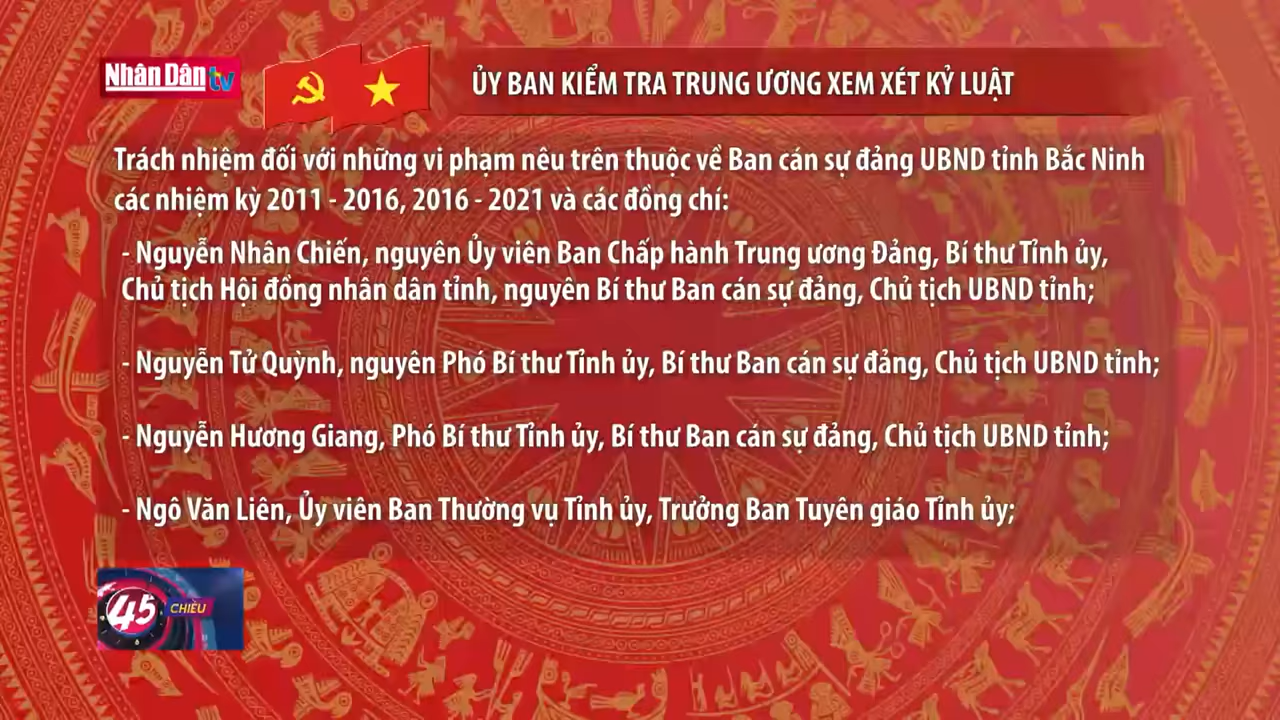 Nhân Dân tv
ỦY BAN KIỂM TRA TRUNG ƯƠNG XEM XÉT KỶ LUẬT
Trách nhiệm đối với những vi phạm nêu trên thuộc về Ban cán sự đảng UBND tỉnh Bắc Ninh
các nhiệm kỳ 2011 - 2016, 2016 - 2021 và các đồng chí:
- Nguyễn Nhân Chiến, nguyên Ủy viên Ban Chấp hành Trung ương Đảng, Bí thư Tỉnh ủy,
Chủ tịch Hội đồng nhân dân tỉnh, nguyên Bí thư Ban cán sự đảng, Chủ tịch UBND tỉnh;
- Nguyễn Tử Quỳnh, nguyên Phó Bí thư Tỉnh ủy, Bí thư Ban cán sự đảng, Chủ tịch UBND tỉnh;
- Nguyễn Hương Giang, Phó Bí thư Tỉnh ủy, Bí thư Ban cán sự đảng, Chủ tịch UBND tỉnh;
- Ngô Văn Liên, Ủy viên Ban Thường vụ Tỉnh ủy, Trưởng Ban Tuyên giáo Tỉnh ủy;
45 CHIỀU